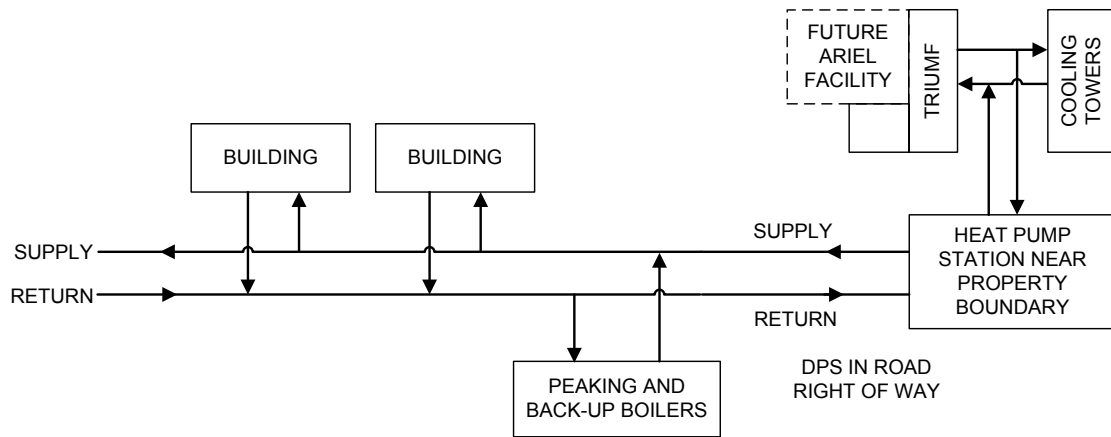 FUTURE
ARIEL
FACILITY
TRIUMF
COOLING
TOWERS
BUILDING
BUILDING
SUPPLY
SUPPLY
HEAT PUMP
STATION NEAR
PROPERTY
BOUNDARY
RETURN
RETURN
DPS IN ROAD
RIGHT OF WAY
PEAKING AND
BACK-UP BOILERS